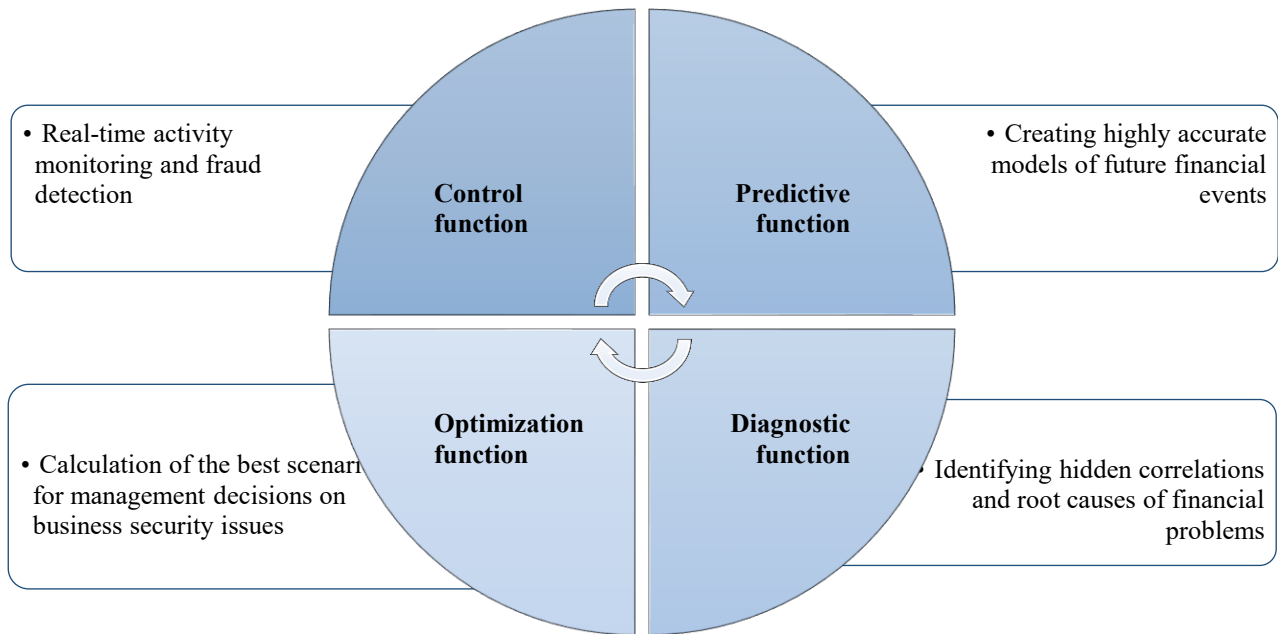 • Real-time activity
monitoring and fraud
detection
Control
function
Predictive
function
• Creating highly accurate
models of future financial
events
• Calculation of the best scenari
for management decisions on
business security issues
Optimization
function
Diagnostic
function
• Identifying hidden correlations
and root causes of financial
problems